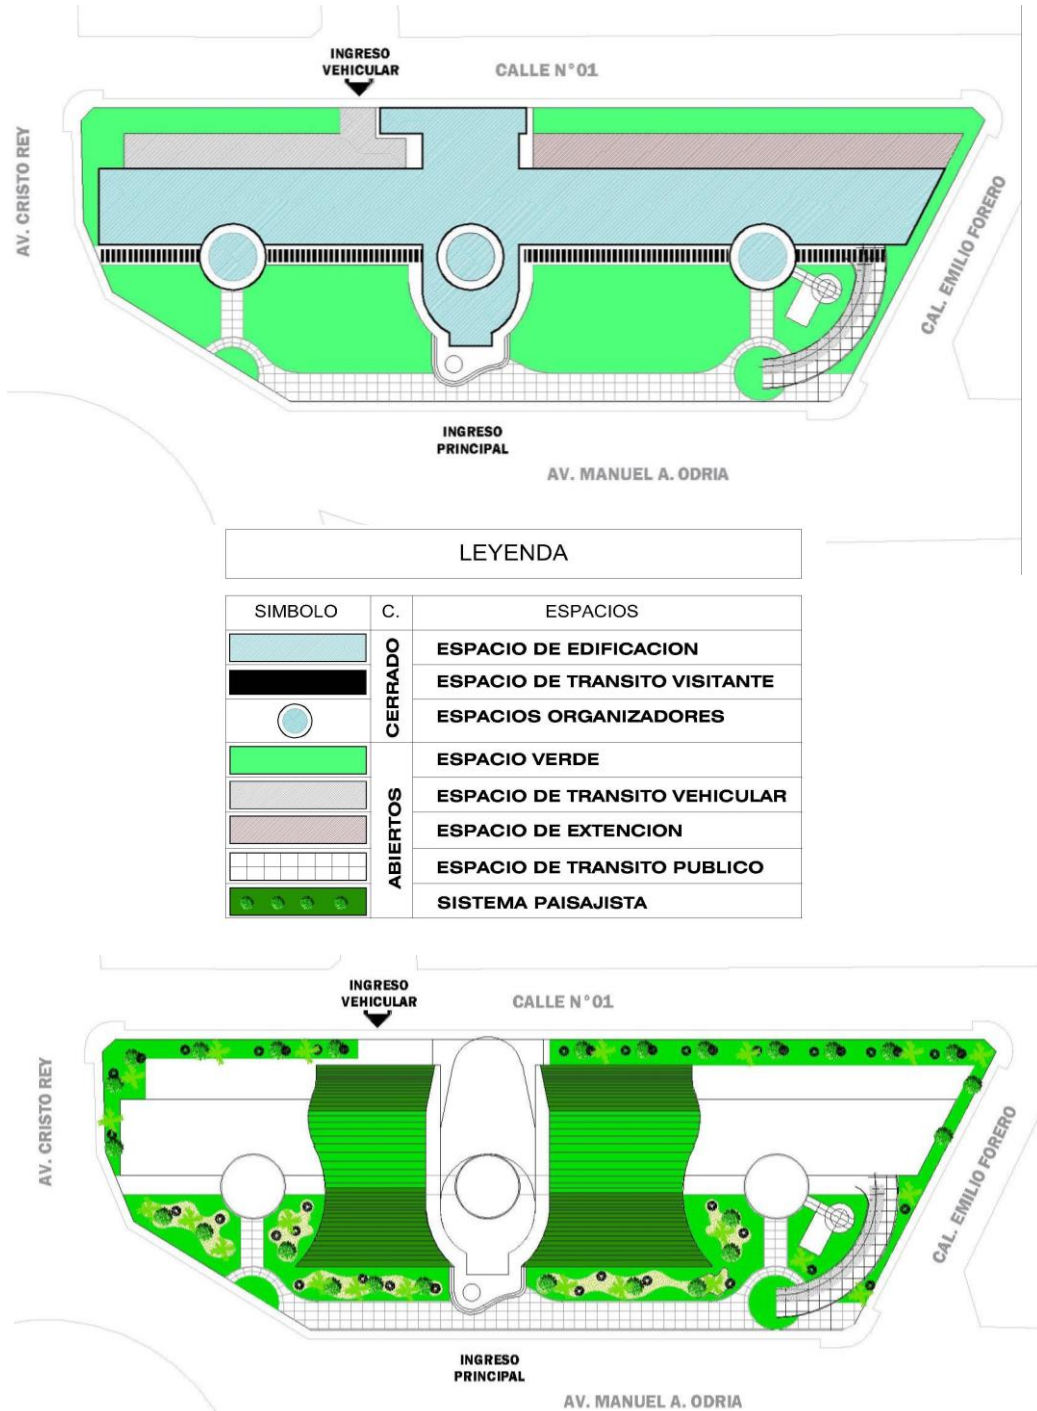 INGRESO
VEHICULAR
CALLE N°01
AV. CRISTO REY
CAL. EMILIO FORERO
INGRESO
PRINCIPAL
AV. MANUEL A. ODRIA
LEYENDA
SIMBOLO C. ESPACIOS
CERRADO
ESPACIO DE EDIFICACION
ESPACIO DE TRANSITO VISITANTE
ESPACIOS ORGANIZADORES
ABIERTOS
ESPACIO VERDE
ESPACIO DE TRANSITO VEHICULAR
ESPACIO DE EXTENCION
ESPACIO DE TRANSITO PUBLICO
SISTEMA PAISAJISTA
INGRESO
VEHICULAR
CALLE N°01
AV. CRISTO REY
CAL. EMILIO FORERO
INGRESO
PRINCIPAL
AV. MANUEL A. ODRIA